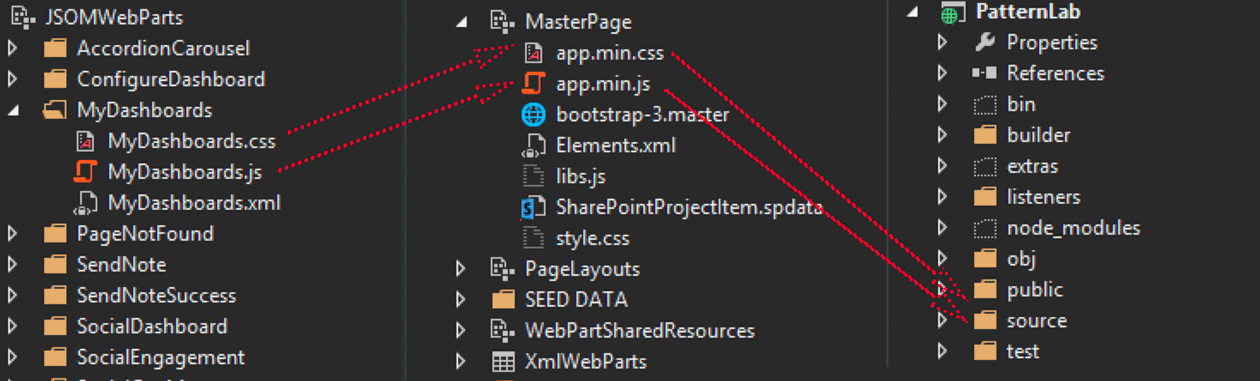 JSOMWebParts
AccordionCarousel
ConfigureDashboard
MyDashboards
MyDashboards.css
MyDashboards.js
MyDashboards.xml
PageNotFound
SendNote
SendNoteSuccess
SocialDashboard
SocialEngagement
MasterPage
app.min.css
app.min.js
bootstrap-3.master
Elements.xml
libs.js
SharePointProjectItem.spdata
style.css
PageLayouts
SEED DATA
WebPartSharedResources
XmlWebParts
PatternLab
Properties
References
bin
builder
extras
listeners
node_modules
obj
public
source
test